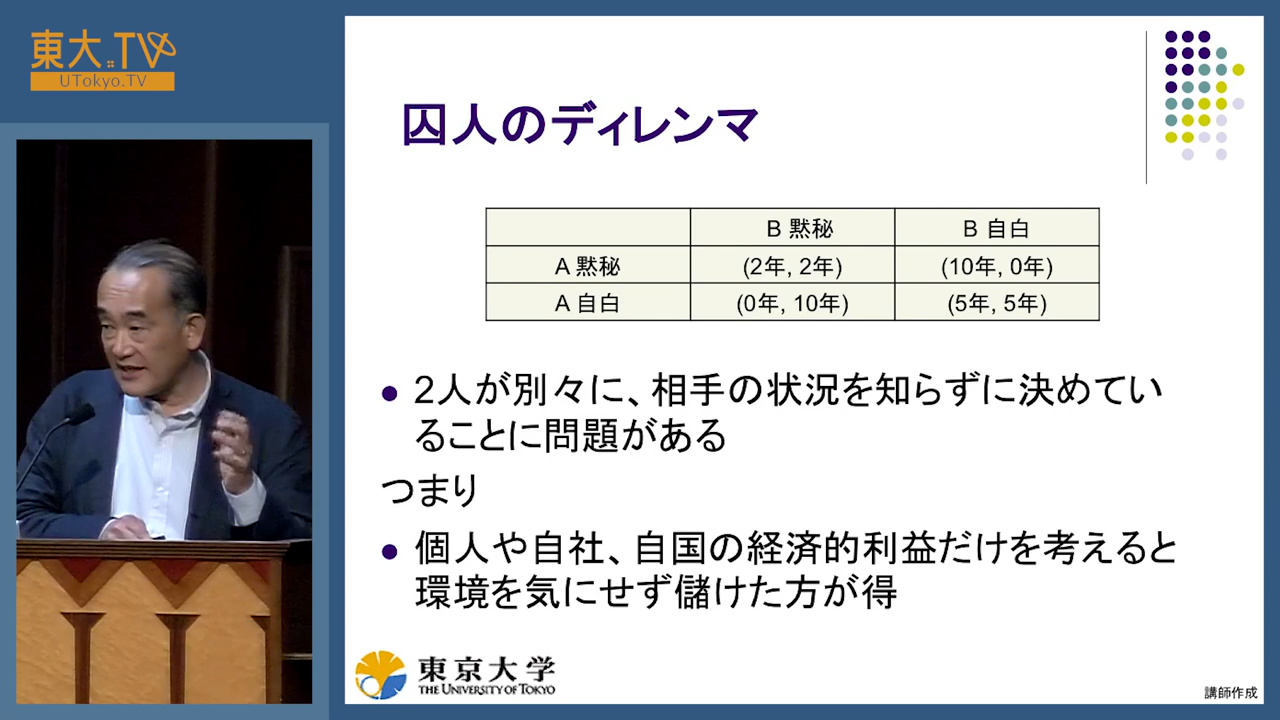 東大.TV
UTokyo.TV
囚人のディレンマ
B 黙秘 B 自白
A 黙秘 (2年, 2年) (10年, 0年)
A 自白 (0年, 10年) (5年, 5年)
● 2人が別々に、相手の状況を知らずに決めてい
ることに問題がある
つまり
● 個人や自社、自国の経済的利益だけを考えると
環境を気にせず儲けた方が得
東京大学
THE UNIVERSITY OF TOKYO
講師作成